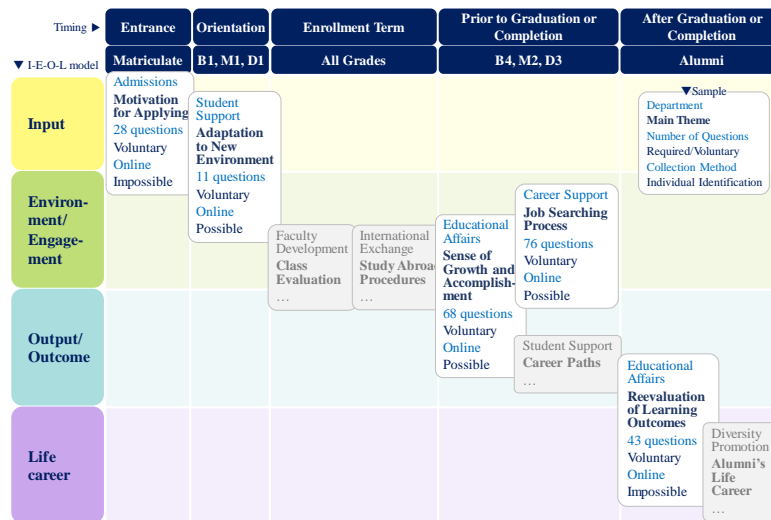 Timing ▶
Entrance
Orientation
Enrollment Term
Prior to Graduation or
Completion
After Graduation or
Completion
▼ I-E-O-L model
Matriculate
B1, M1, D1
All Grades
B4, M2, D3
Alumni
Input
Admissions
Motivation
for Applying
28 questions
Voluntary
Online
Impossible
Student
Support
Adaptation
to New
Environment
11 questions
Voluntary
Online
Possible
▼Sample
Department
Main Theme
Number of Questions
Required/Voluntary
Collection Method
Individual Identification
Environ-
ment/
Engage-
ment
Faculty
Development
Class
Evaluation
…
International
Exchange
Study Abroad
Procedures
…
Educational
Affairs
Sense of
Growth and
Accomplish-
ment
68 questions
Voluntary
Online
Possible
Career Support
Job Searching
Process
76 questions
Voluntary
Online
Possible
Output/
Outcome
Student Support
Career Paths
…
Educational
Affairs
Reevaluation
of Learning
Outcomes
43 questions
Voluntary
Online
Impossible
Life
career
Diversity
Promotion
Alumni's
Life
Career
…